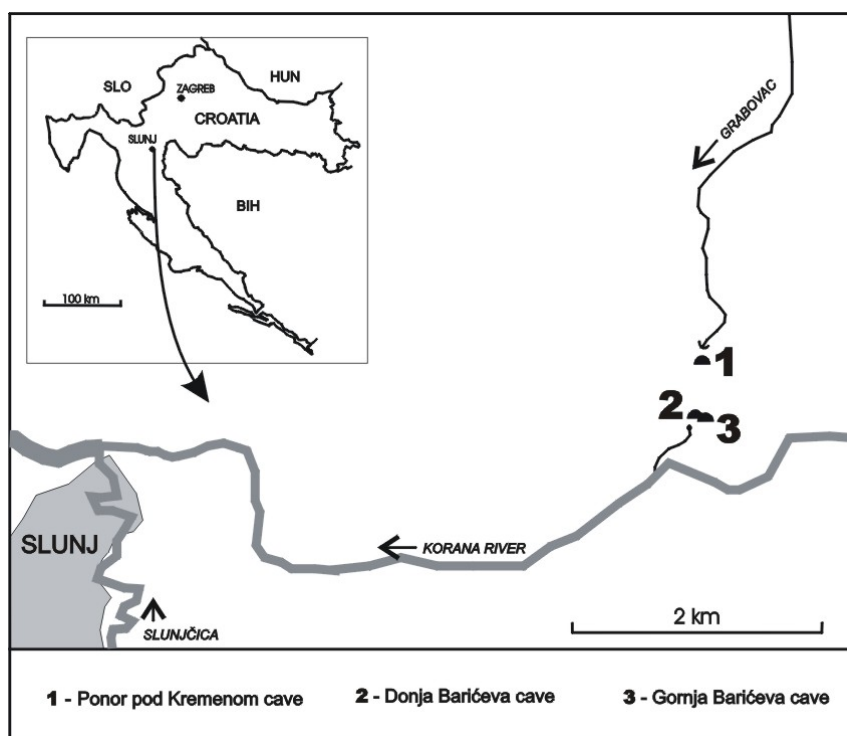 HUN
SLO
ZAGREB
CROATIA
SLUNJ
BIH
100 km
GRABOVAC
1
2
3
SLUNJ
KORANA RIVER
2 km
SLUNJČICA
1 - Ponor pod Kremenom cave 2 - Donja Barićeva cave 3 - Gornja Barićeva cave